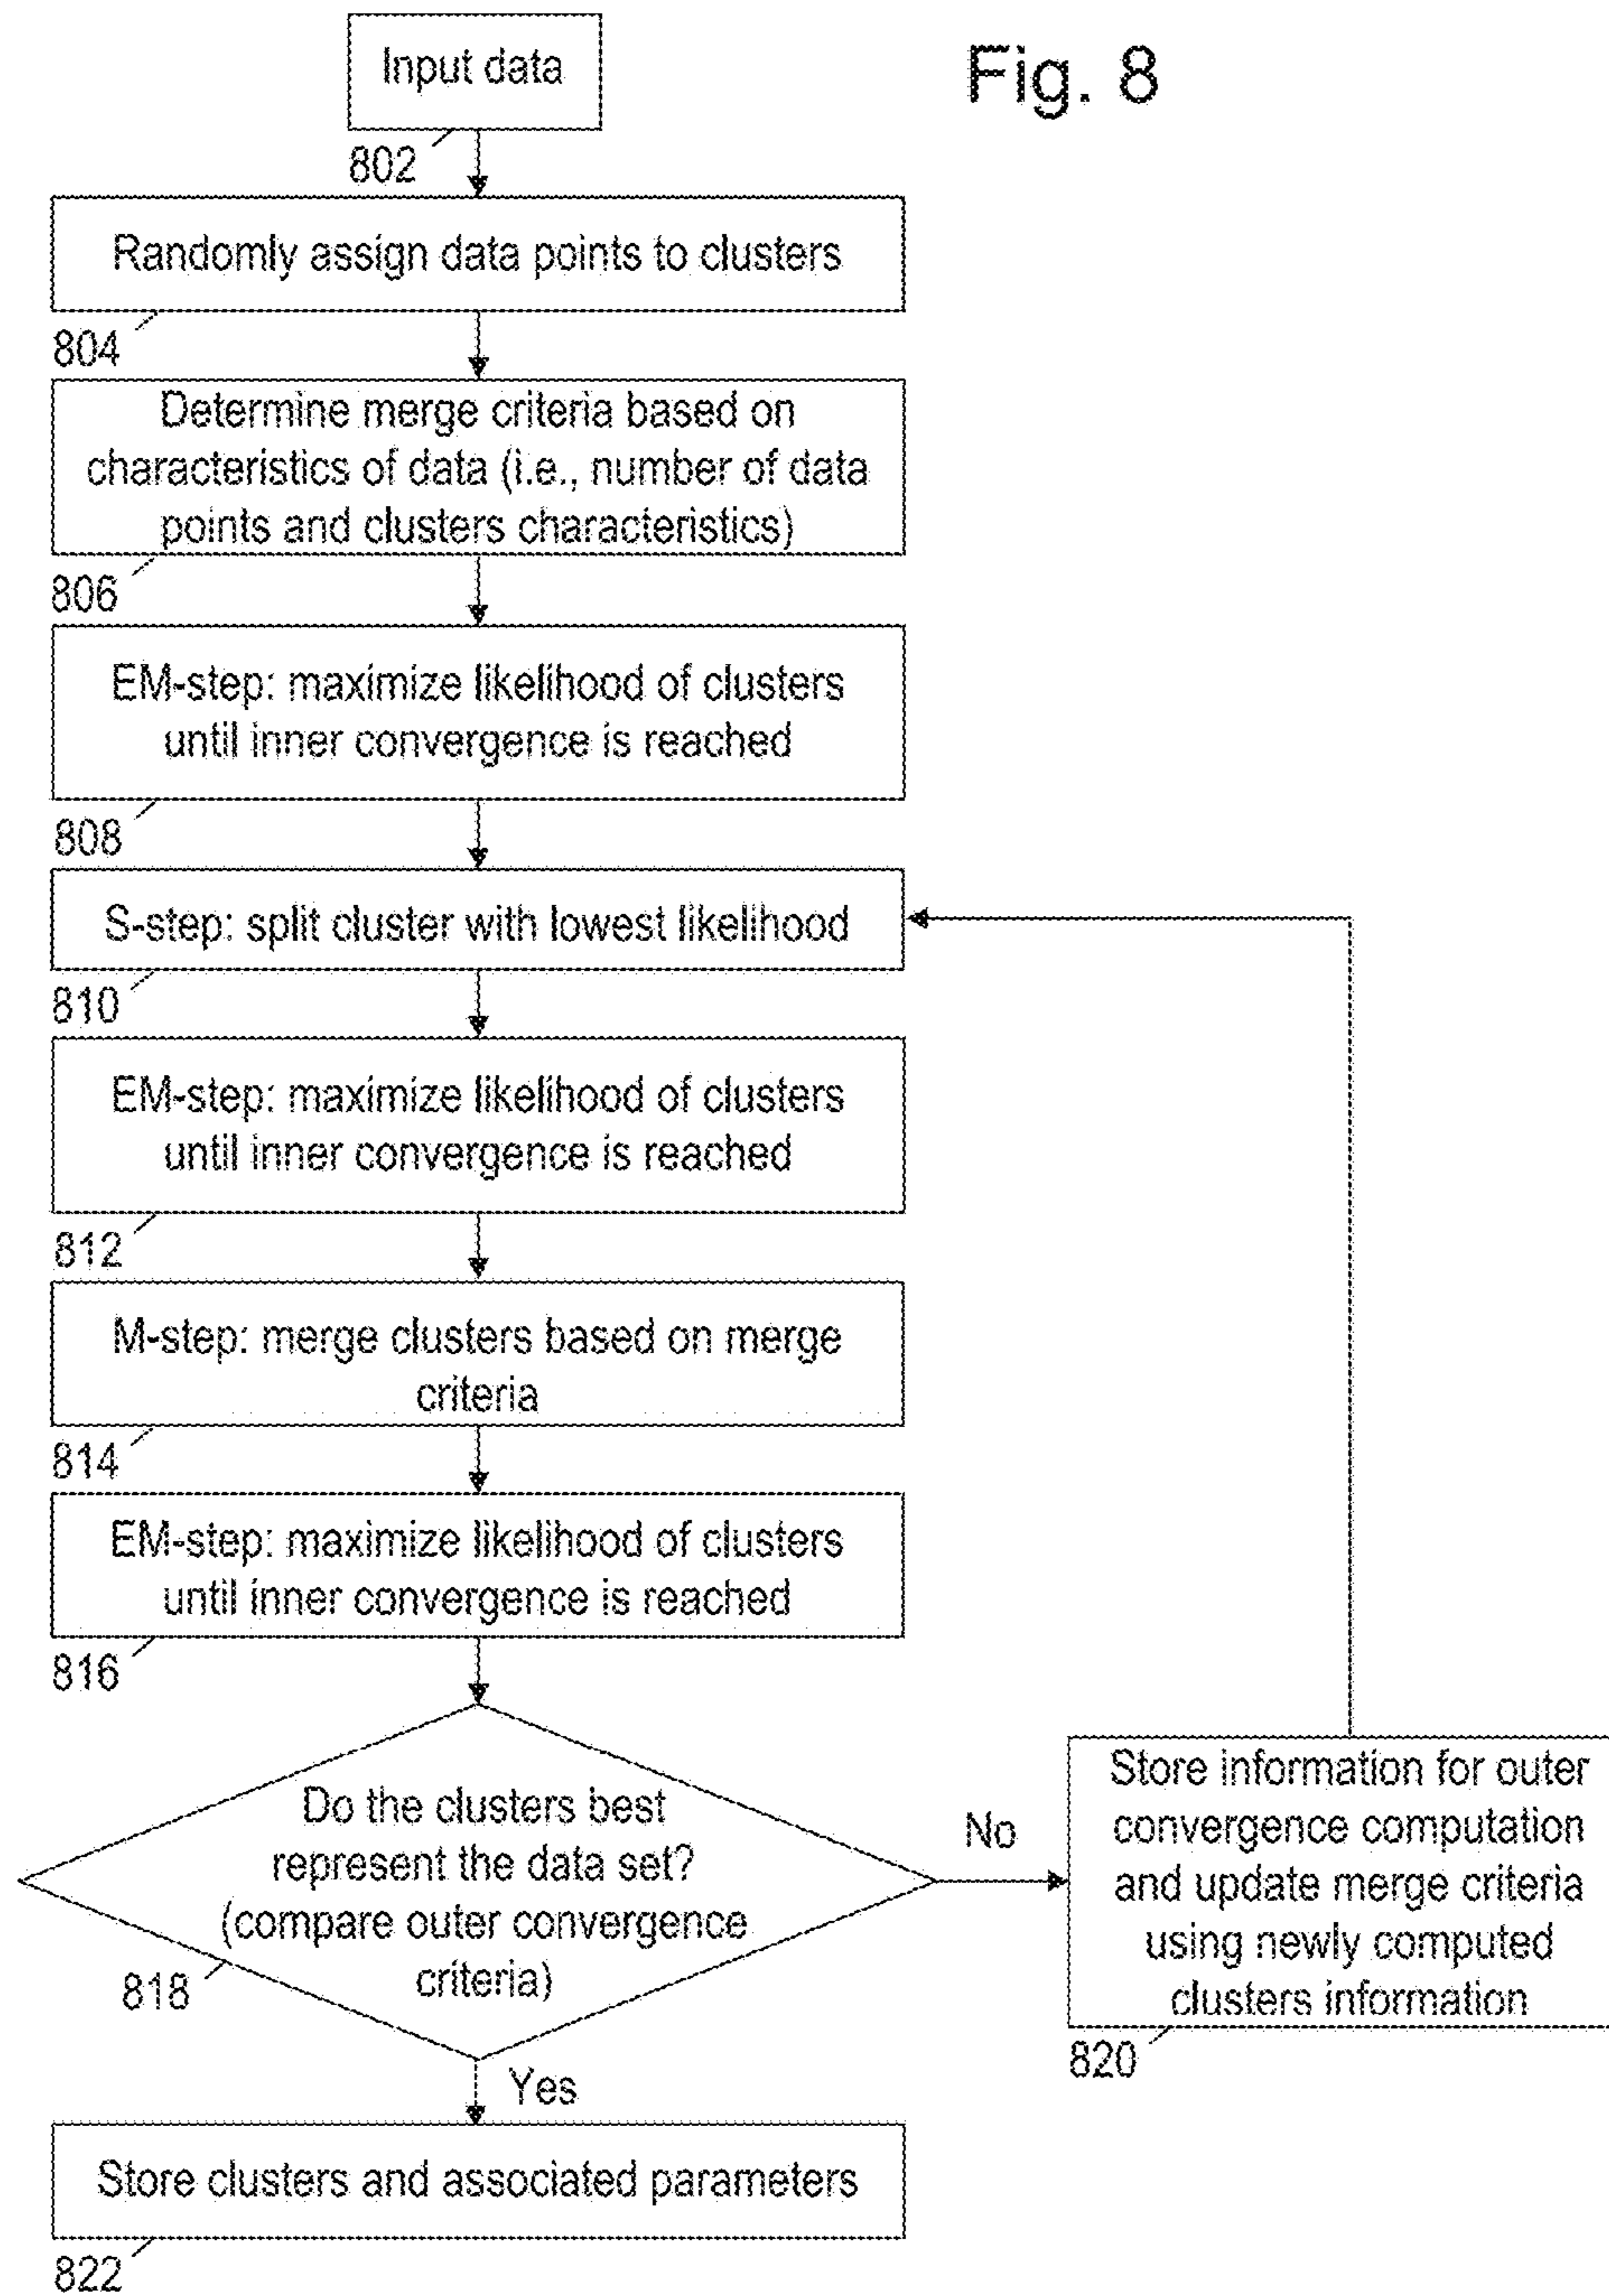 Fig. 8
Input data
802
Randomly assign data points to clusters
804
Determine merge criteria based on
characteristics of data (i.e., number of data
points and clusters characteristics)
806
EM-step: maximize likelihood of clusters
until inner convergence is reached
808
S-step: split cluster with lowest likelihood
810
EM-step: maximize likelihood of clusters
until inner convergence is reached
812
M-step: merge clusters based on merge
criteria
814
EM-step: maximize likelihood of clusters
until inner convergence is reached
816
Do the clusters best
represent the data set?
(compare outer convergence
criteria)
818
No
Store information for outer
convergence computation
and update merge criteria
using newly computed
clusters information
820
Yes
Store clusters and associated parameters
822